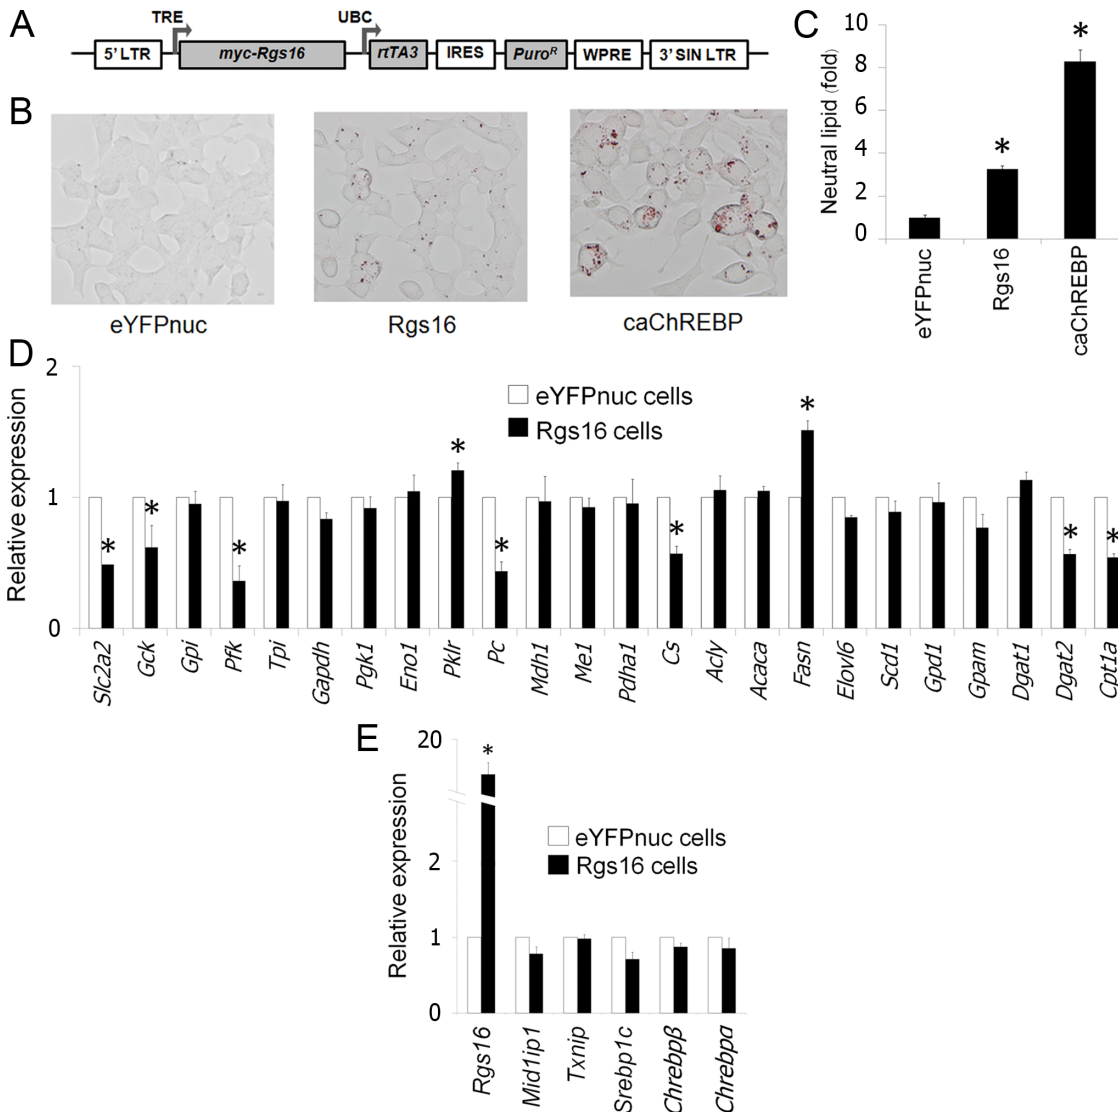 A
TRE UBC
5' LTR myc-Rgs16 rtTA3 IRES Puro^R WPRE 3' SIN LTR
B
eYFPnuc Rgs16 caChREBP
C
Neutral lipid (fold)
10
8
6
4
2
0
*
*
eYFPnuc
Rgs16
caChREBP
D
Relative expression
2
1
0
eYFPnuc cells
Rgs16 cells
* * * * * * * * *
Slc2a2
Gck
Gpi
Pfk
Tpi
Gapdh
Pgk1
Eno1
Pklr
Pc
Mdh1
Me1
Pdha1
Cs
Acly
Acaca
Fasn
Elovl6
Scd1
Gpd1
Gpam
Dgat1
Dgat2
Cpt1a
E
Relative expression
20
2
1
0
*
eYFPnuc cells
Rgs16 cells
Rgs16
Mid1ip1
Txnip
Srebp1c
Chrebpβ
Chrebpα